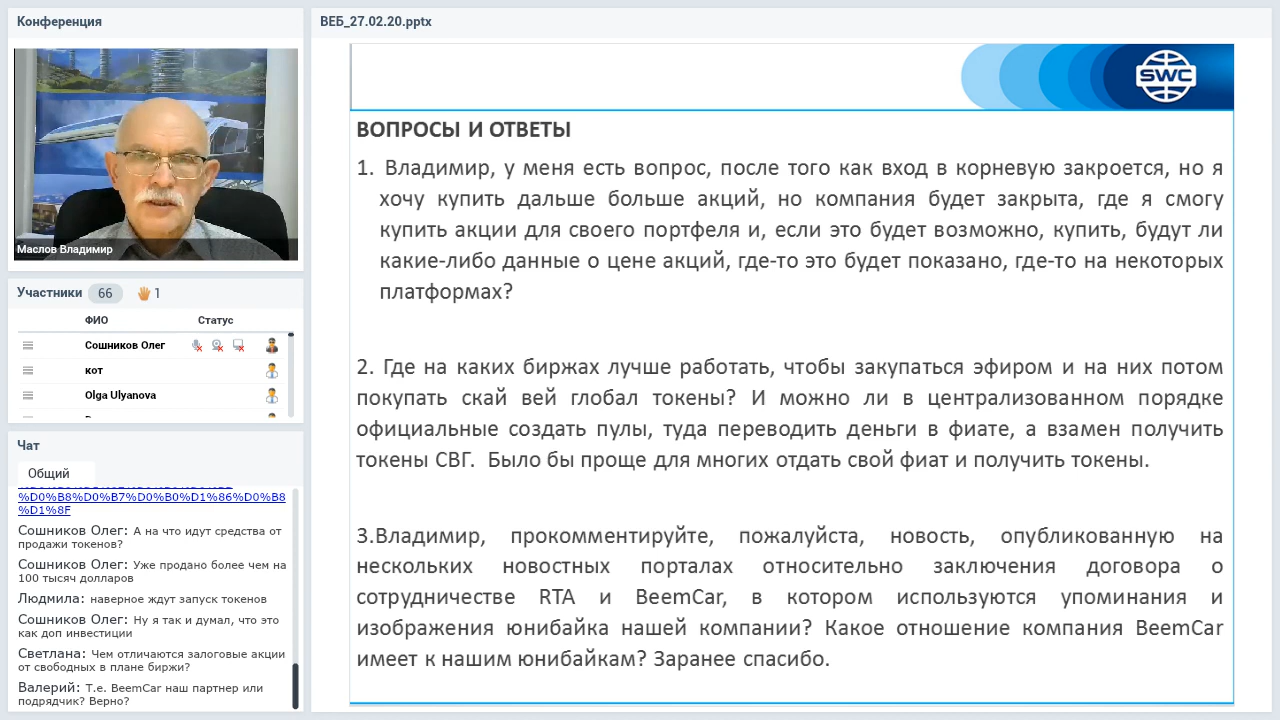 Конференция
Маслов Владимир
Участники 66 1
ФИО Статус
Сошников Олег
кот
Olga Ulyanova
Чат
Общий
%D0%B8%D0%B7%D0%B0%D1%86%D0%B8
%D1%8F
Сошников Олег: А на что идут средства от
продажи токенов?
Сошников Олег: Уже продано более чем на
100 тысяч долларов
Людмила: наверное ждут запуск токенов
Сошников Олег: Ну я так и думал, что это
как доп инвестиции
Светлана: Чем отличаются залоговые акции
от свободных в плане биржи?
Валерий: Т.е. BeemCar наш партнер или
подрядчик? Верно?
ВЕБ_27.02.20.pptx
SWC
ВОПРОСЫ И ОТВЕТЫ
1. Владимир, у меня есть вопрос, после того как вход в корневую закроется, но я
хочу купить дальше больше акций, но компания будет закрыта, где я смогу
купить акции для своего портфеля и, если это будет возможно, купить, будут ли
какие-либо данные о цене акций, где-то это будет показано, где-то на некоторых
платформах?
2. Где на каких биржах лучше работать, чтобы закупаться эфиром и на них потом
покупать скай вей глобал токены? И можно ли в централизованном порядке
официальные создать пулы, туда переводить деньги в фиате, а взамен получить
токены СВГ. Было бы проще для многих отдать свой фиат и получить токены.
3.Владимир, прокомментируйте, пожалуйста, новость, опубликованную на
нескольких новостных порталах относительно заключения договора о
сотрудничестве RTA и BeemCar, в котором используются упоминания и
изображения юнибайка нашей компании? Какое отношение компания BeemCar
имеет к нашим юнибайкам? Заранее спасибо.